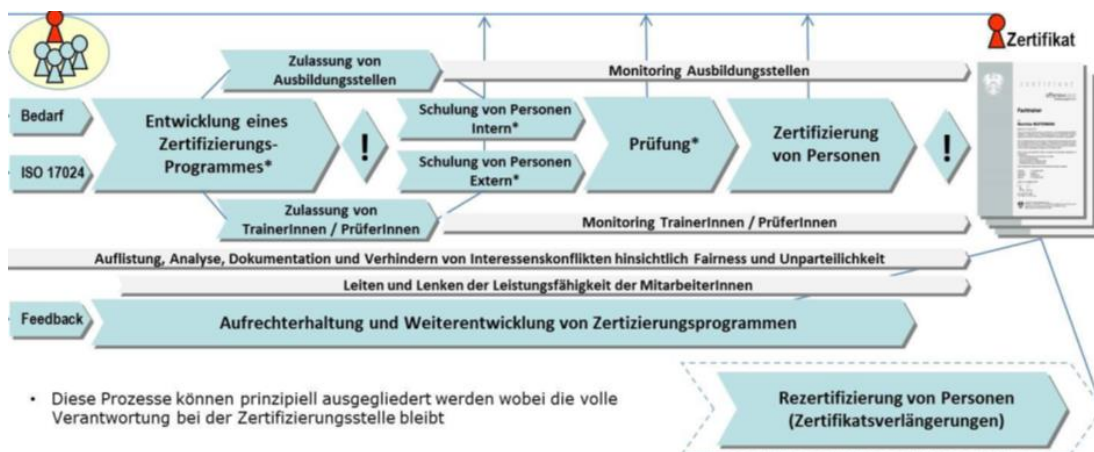 Zertifikat
Zulassung von
Ausbildungsstellen
Monitoring Ausbildungsstellen
Bedarf
ISO 17024
Entwicklung eines
Zertifizierungs-
Programmes*
!
Schulung von Personen
Intern*
Schulung von Personen
Extern*
Prüfung*
Zertifizierung
von Personen
!
Zulassung von
TrainerInnen / PrüferInnen
Monitoring TrainerInnen / PrüferInnen
Auflistung, Analyse, Dokumentation und Verhindern von Interessenskonflikten hinsichtlich Fairness und Unparteilichkeit
Leiten und Lenken der Leistungsfähigkeit der MitarbeiterInnen
Feedback
Aufrechterhaltung und Weiterentwicklung von Zertizierungsprogrammen
• Diese Prozesse können prinzipiell ausgegliedert werden wobei die volle
Verantwortung bei der Zertifizierungsstelle bleibt
Rezertifizierung von Personen
(Zertifikatsverlängerungen)